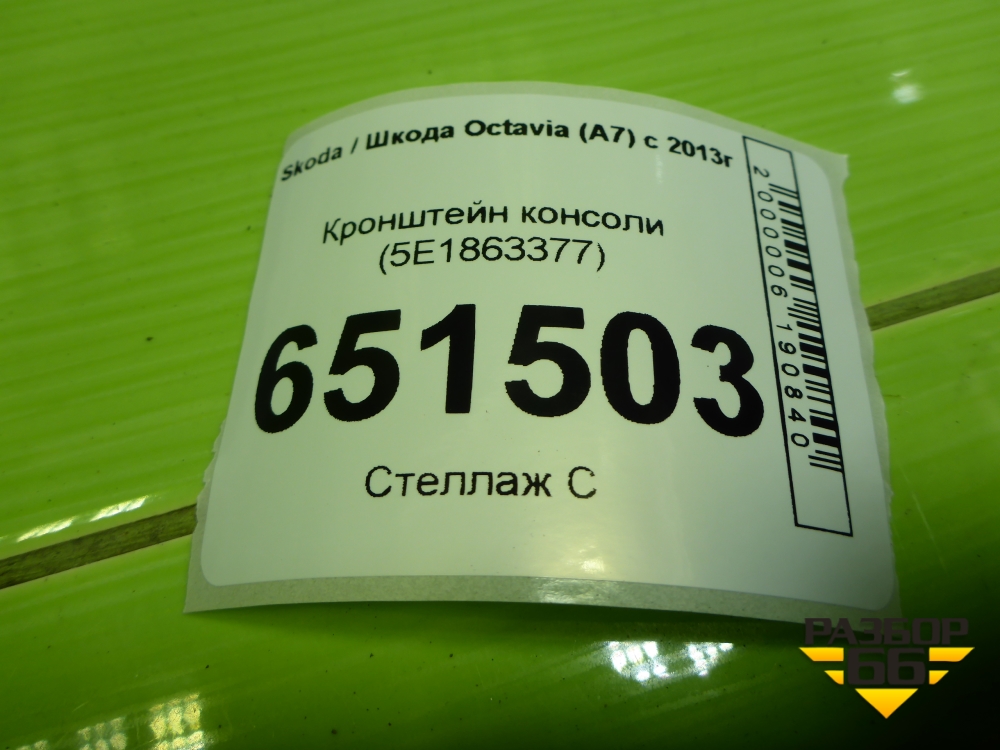 Skoda / Шкода Octavia (A7) с 2013г
Кронштейн консоли
(5E1863377)
651503
Стеллаж С
2000006190840
РАЗБОР
66